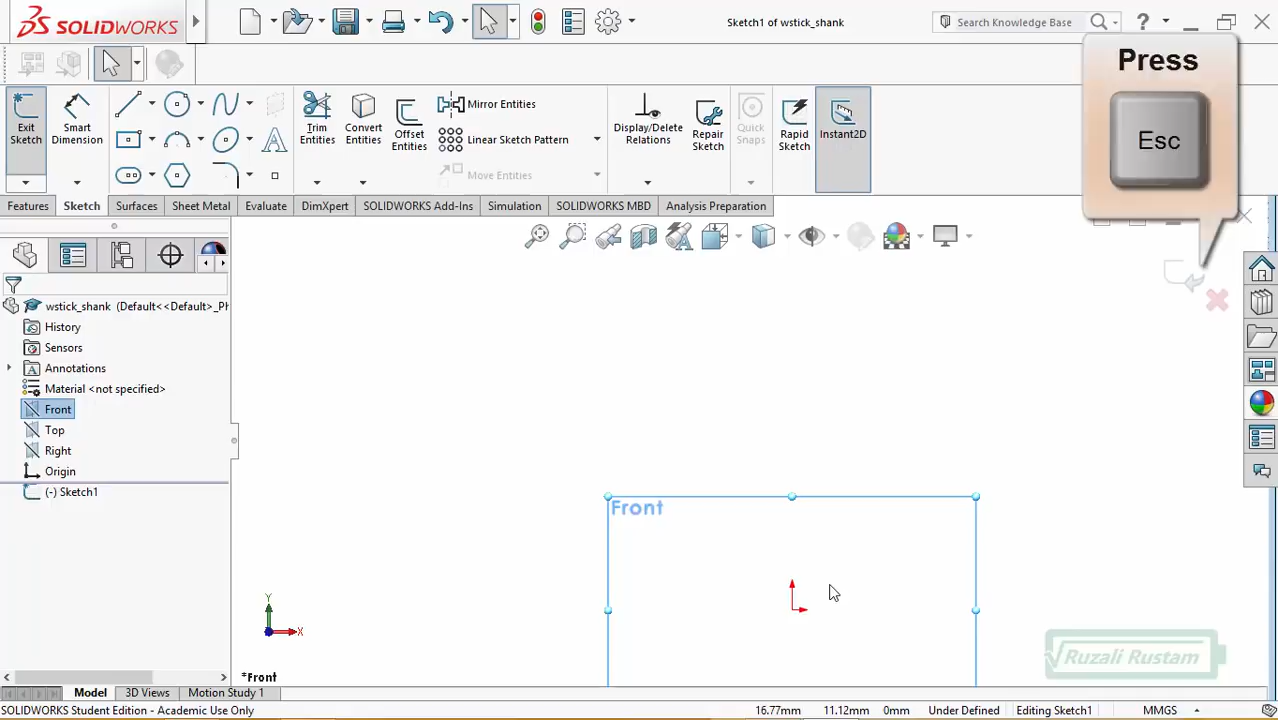 SOLIDWORKS
Sketch1 of wstick_shank
Search Knowledge Base
?
Press
Esc
Exit Sketch
Smart Dimension
Trim Entities
Convert Entities
Offset Entities
Mirror Entities
Linear Sketch Pattern
Move Entities
Display/Delete Relations
Repair Sketch
Quick Snaps
Rapid Sketch
Instant2D
Features
Sketch
Surfaces
Sheet Metal
Evaluate
DimXpert
SOLIDWORKS Add-Ins
Simulation
SOLIDWORKS MBD
Analysis Preparation
wstick_shank (Default<<Default>_Ph
History
Sensors
Annotations
Material <not specified>
Front
Top
Right
Origin
(-) Sketch1
Front
Y
X
*Front
Ruzali Rustam
Model
3D Views
Motion Study 1
SOLIDWORKS Student Edition - Academic Use Only
16.77mm
11.12mm
0mm
Under Defined
Editing Sketch1
MMGS